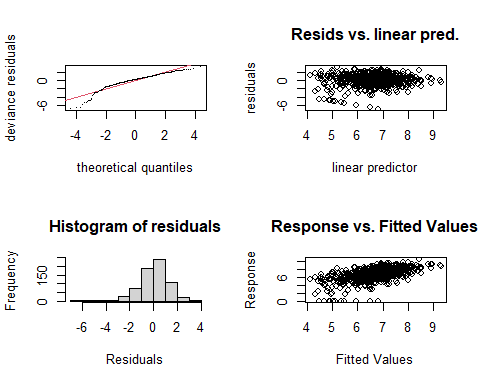 deviance residuals
-6 0
-4 -2 0 2 4
theoretical quantiles
Resids vs. linear pred.
residuals
-6 0
4 5 6 7 8 9
linear predictor
Histogram of residuals
Frequency
0 150
-6 -4 -2 0 2 4
Residuals
Response vs. Fitted Values
Response
0 6
4 5 6 7 8 9
Fitted Values